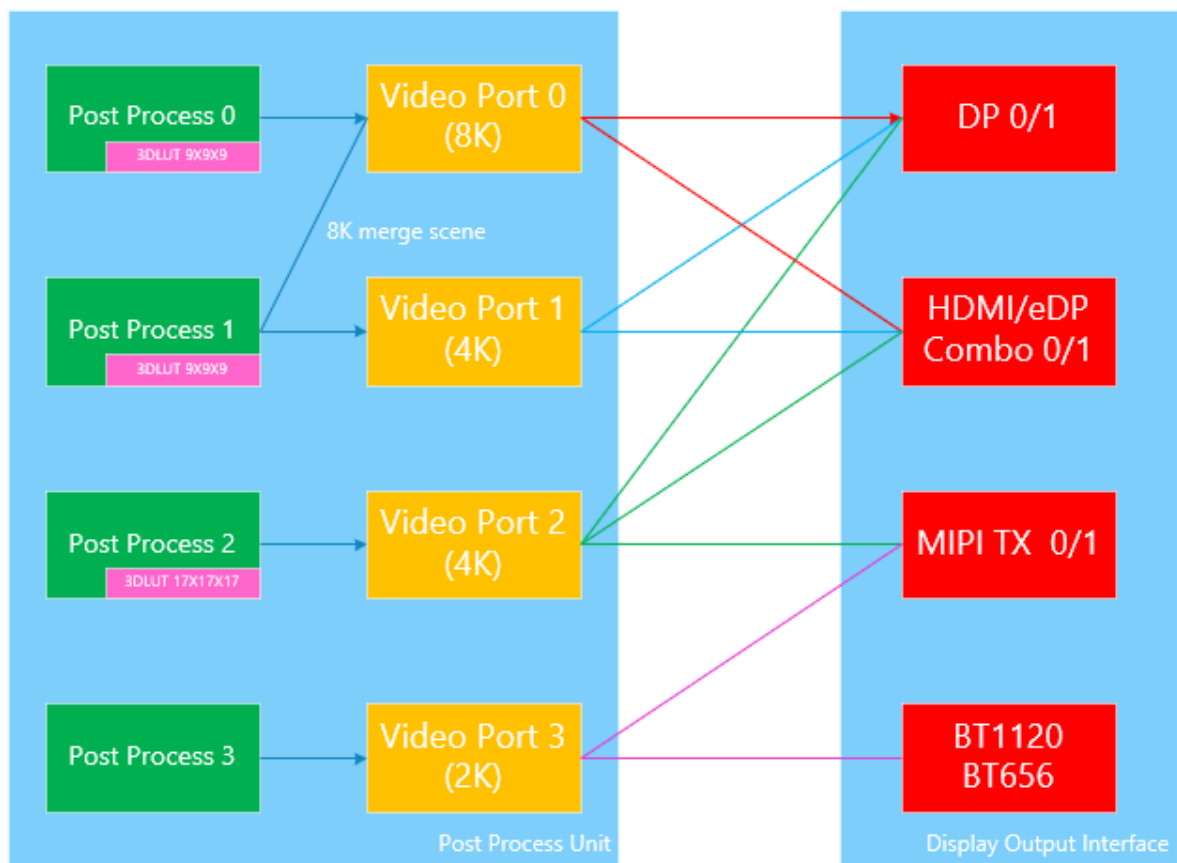 Post Process 0
3DLUT 9X9X9
Video Port 0
(8K)
DP 0/1
8K merge scene
Post Process 1
3DLUT 9X9X9
Video Port 1
(4K)
HDMI/eDP
Combo 0/1
Post Process 2
3DLUT 17X17X17
Video Port 2
(4K)
MIPI TX 0/1
Post Process 3
Video Port 3
(2K)
BT1120
BT656
Post Process Unit
Display Output Interface